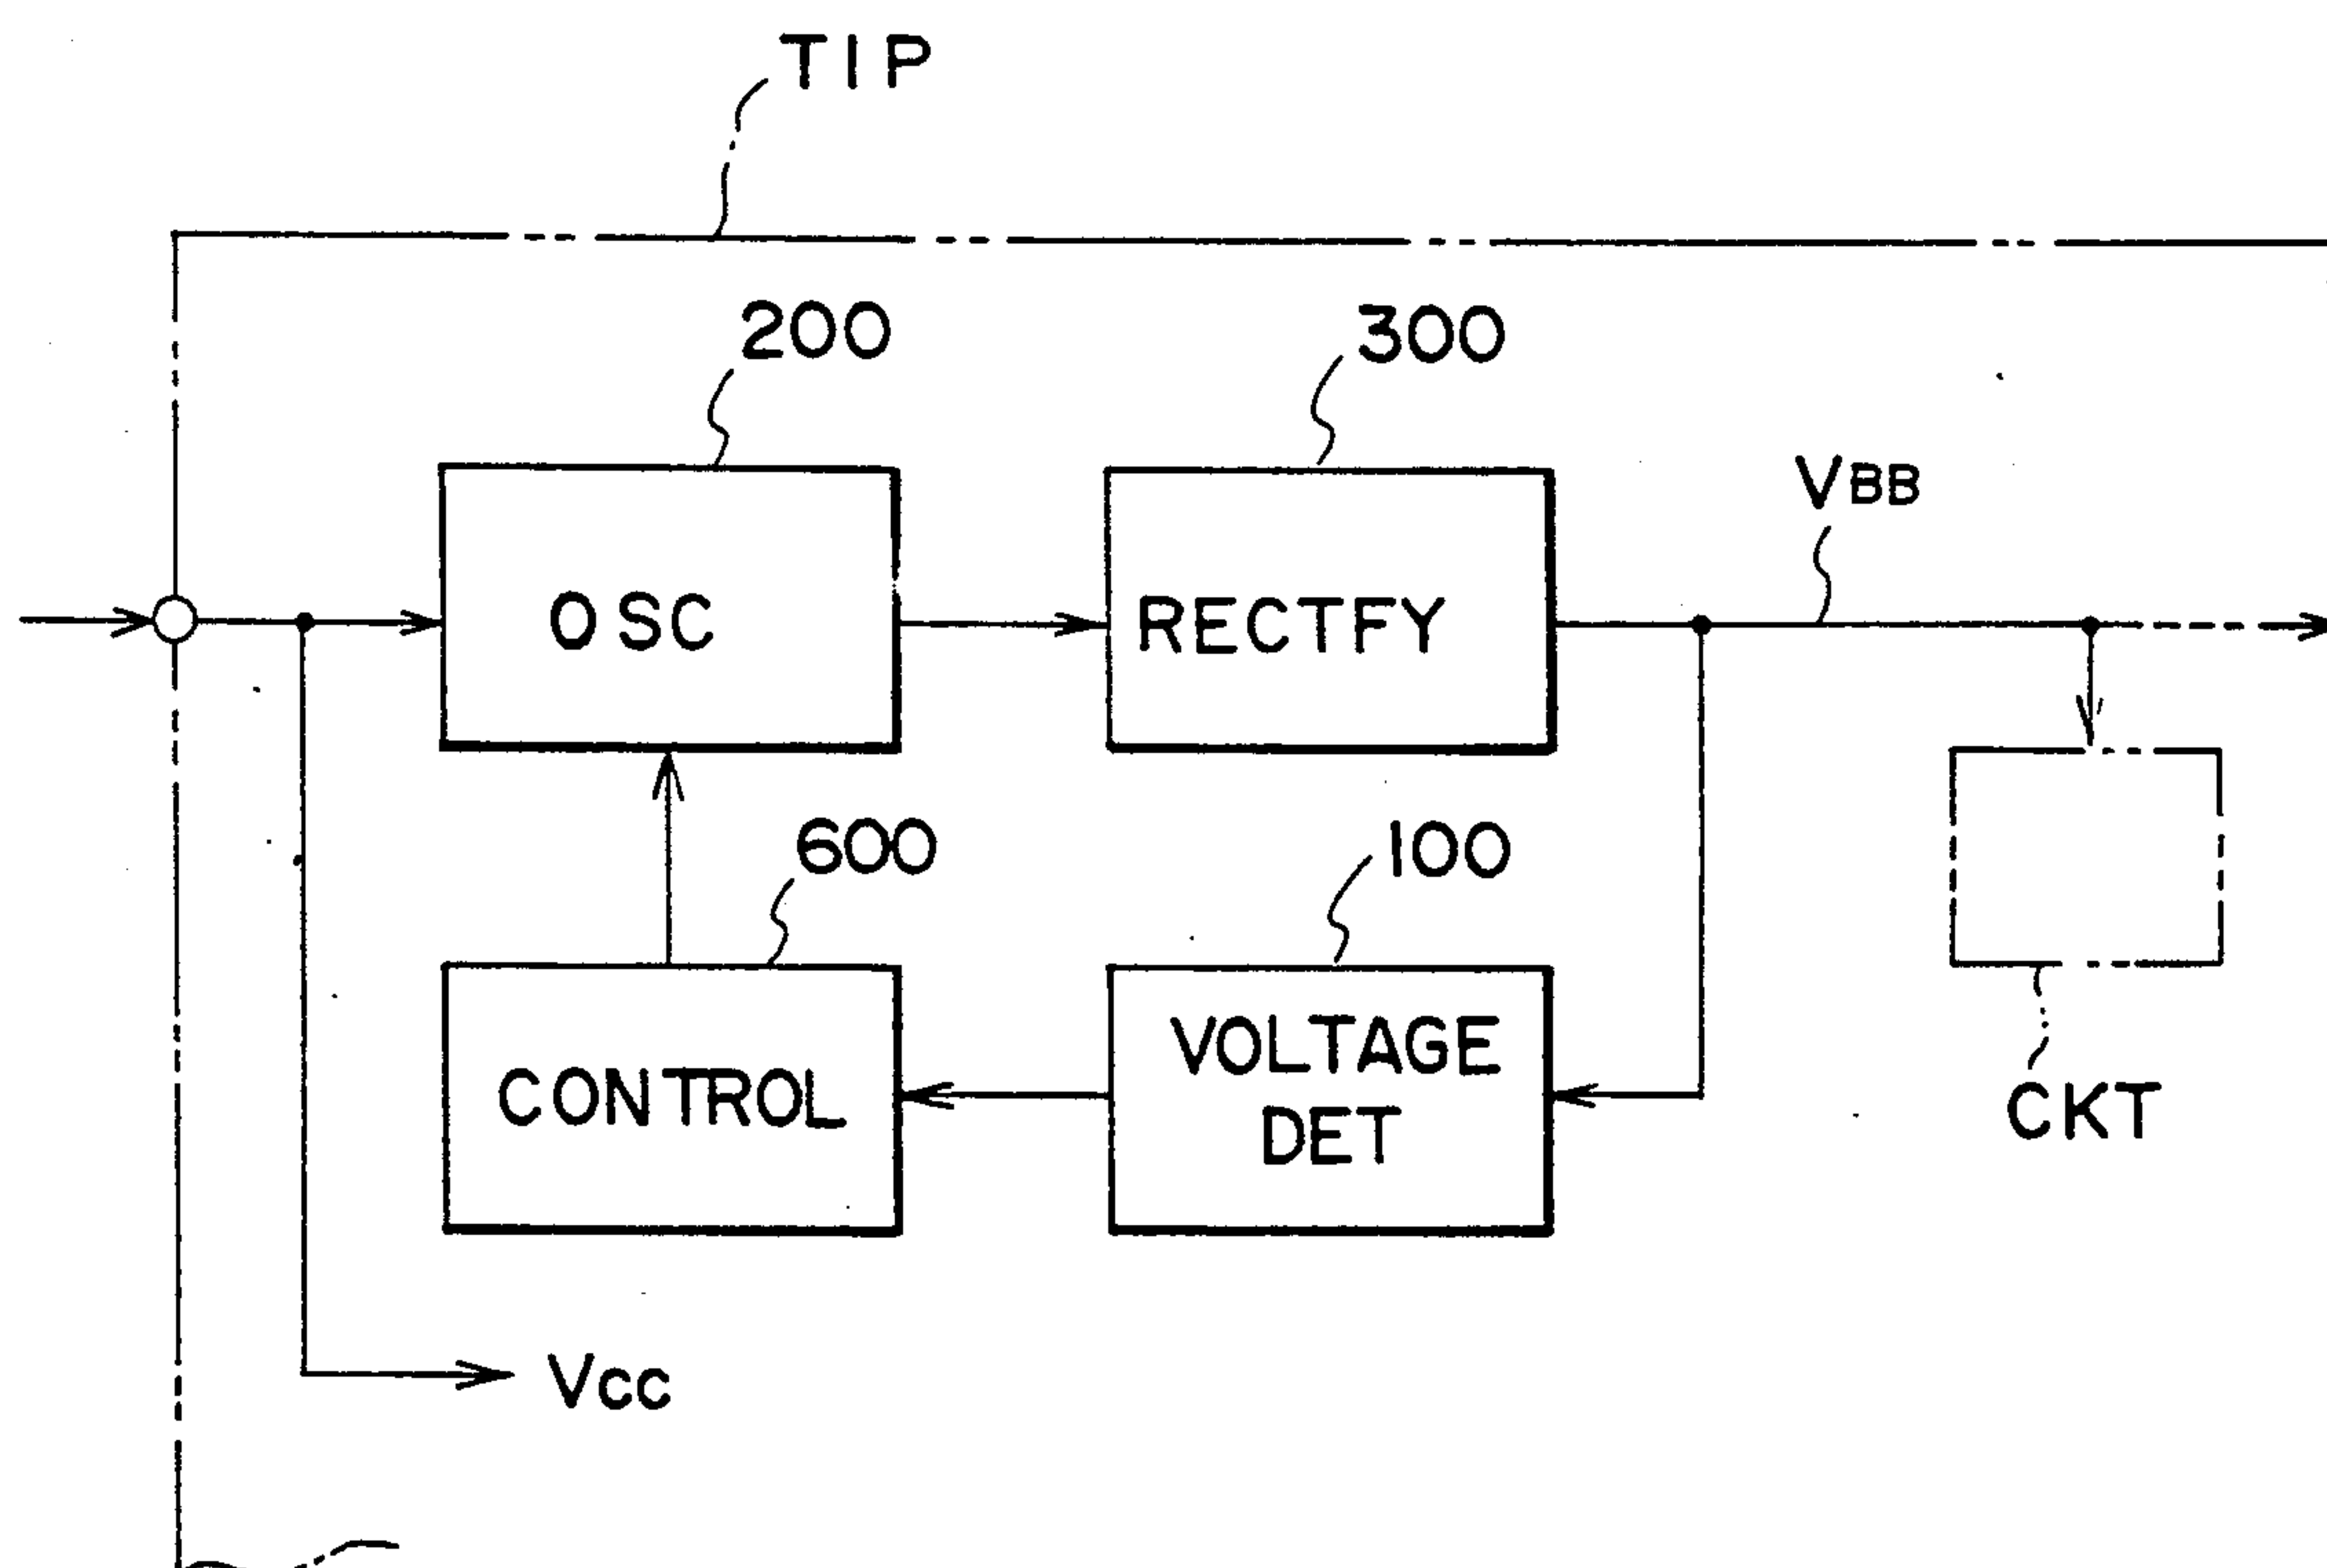 TIP
200
300
VBB
OSC
RECTFY
600
100
VOLTAGE
DET
CONTROL
CKT
Vcc